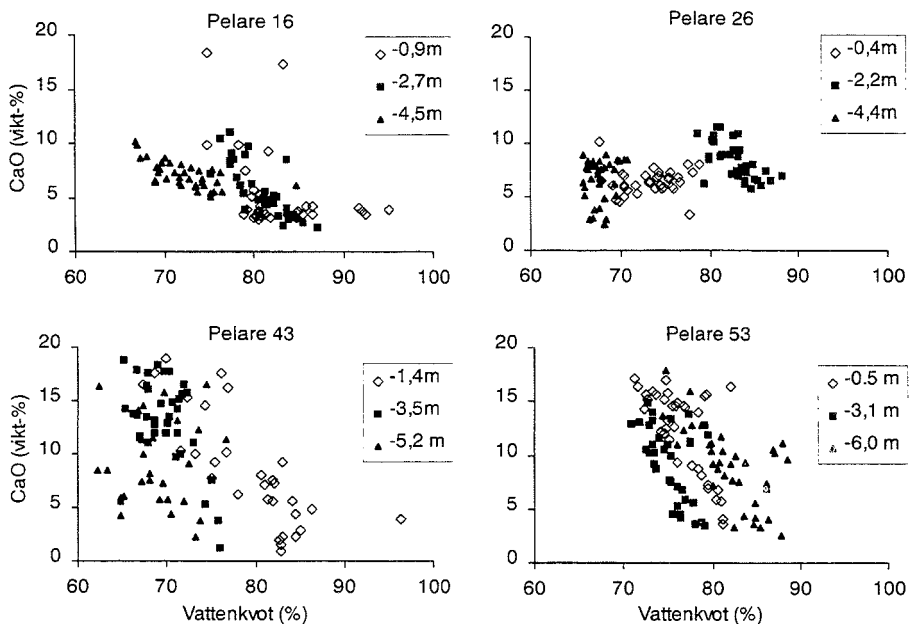 Pelare 16
20
15
10
5
0
CaO (vikt-%)
60 70 80 90 100
-0,9m
-2,7m
-4,5m
Pelare 26
20
15
10
5
0
60 70 80 90 100
-0,4m
-2,2m
-4,4m
Pelare 43
20
15
10
5
0
CaO (vikt-%)
60 70 80 90 100
Vattenkvot (%)
-1,4m
-3,5m
-5,2 m
Pelare 53
20
15
10
5
0
60 70 80 90 100
Vattenkvot (%)
-0.5 m
-3,1 m
-6,0 m